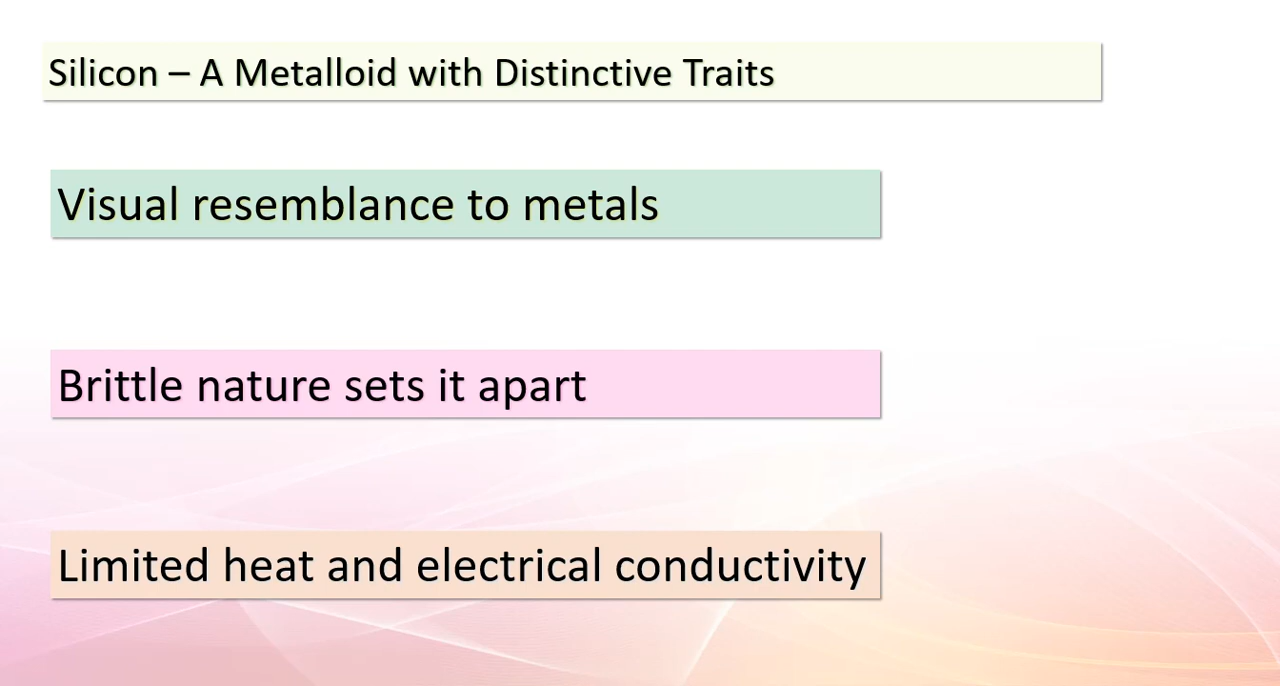 Silicon – A Metalloid with Distinctive Traits
Visual resemblance to metals
Brittle nature sets it apart
Limited heat and electrical conductivity